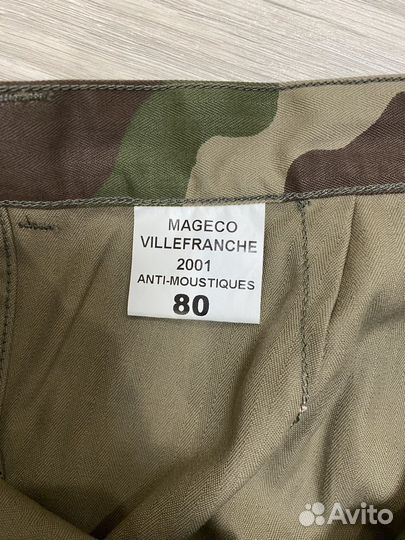 MAGECO
VILLEFRANCHE
2001
ANTI-MOUSTIQUES
80
Avito